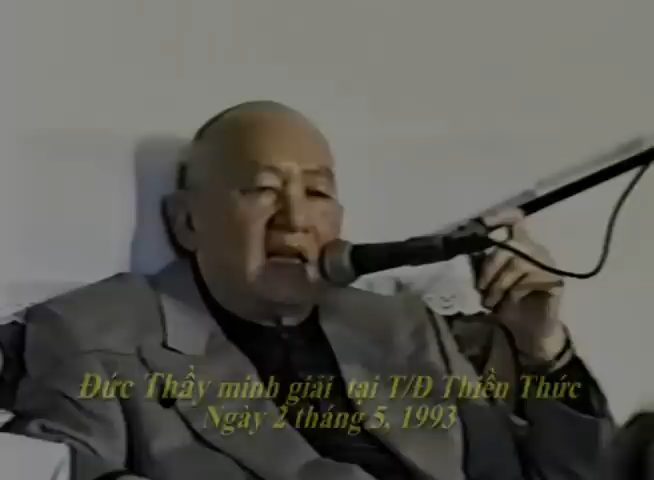 Đức Thầy minh giải tại T/Đ Thiền Thức
Ngày 2 tháng 5, 1993